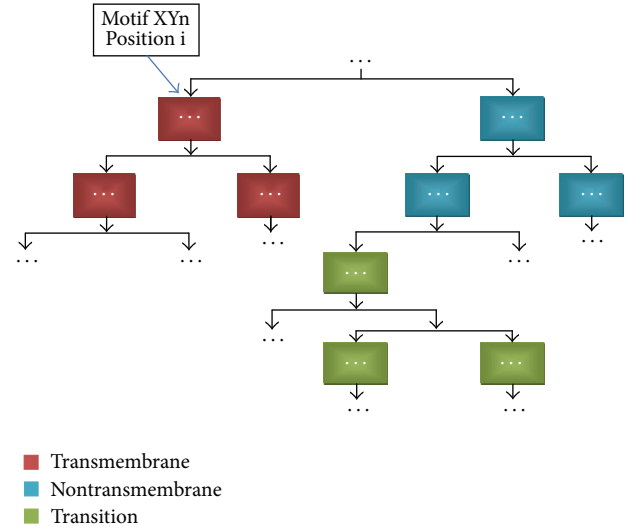 Motif XYn
Position i
...
... ...
... ... ... ...
...
... ... ... ...
...
...
... ...
... ...
Transmembrane
Nontransmembrane
Transition